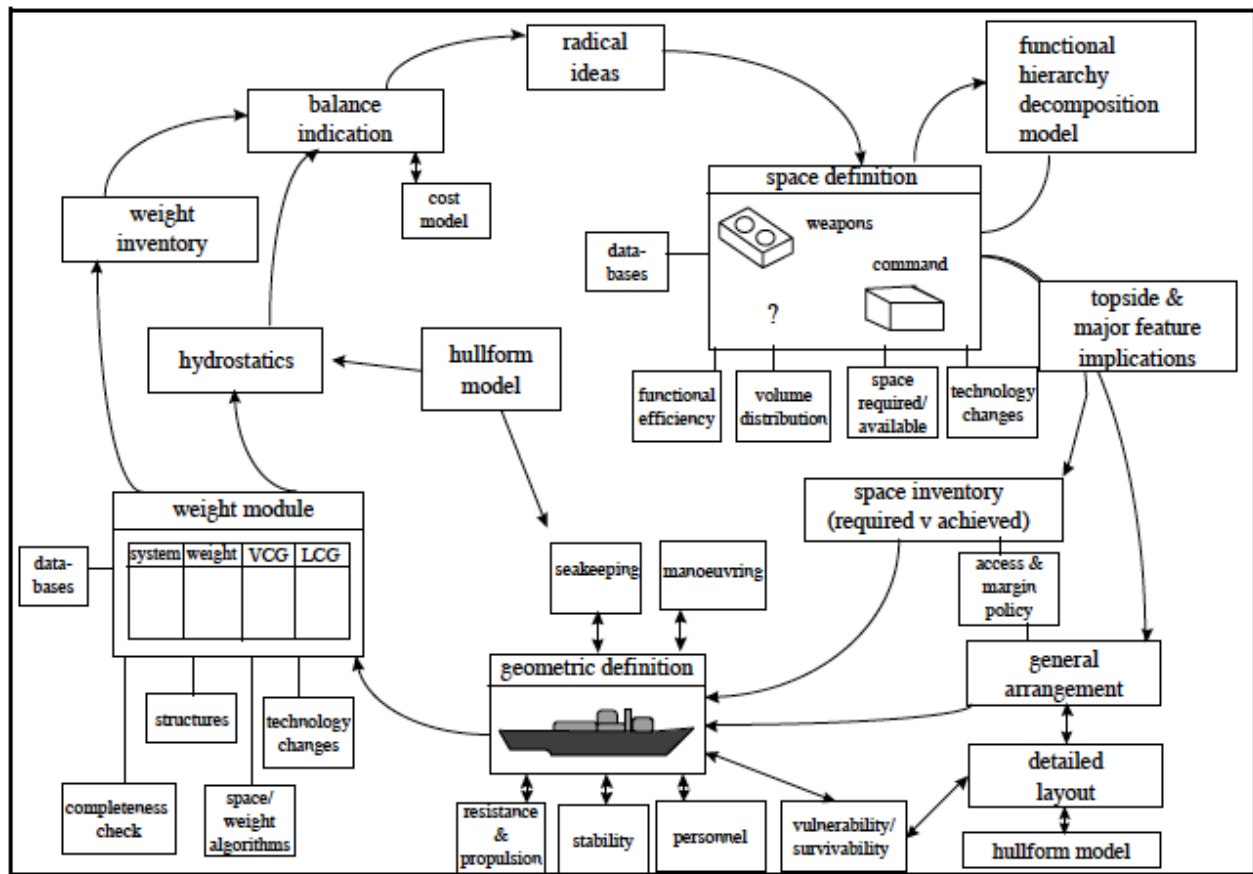 radical
ideas
functional
hierarchy
decomposition
model
balance
indication
cost
model
weight
inventory
space definition
weapons
command
?
data-
bases
topside &
major feature
implications
hydrostatics
hullform
model
functional
efficiency
volume
distribution
space
required/
available
technology
changes
weight module
system weight VCG LCG
data-
bases
space inventory
(required v achieved)
seakeeping
manoeuvring
access &
margin
policy
geometric definition
general
arrangement
structures
technology
changes
completeness
check
space/
weight
algorithms
resistance
&
propulsion
stability
personnel
vulnerability/
survivability
detailed
layout
hullform model